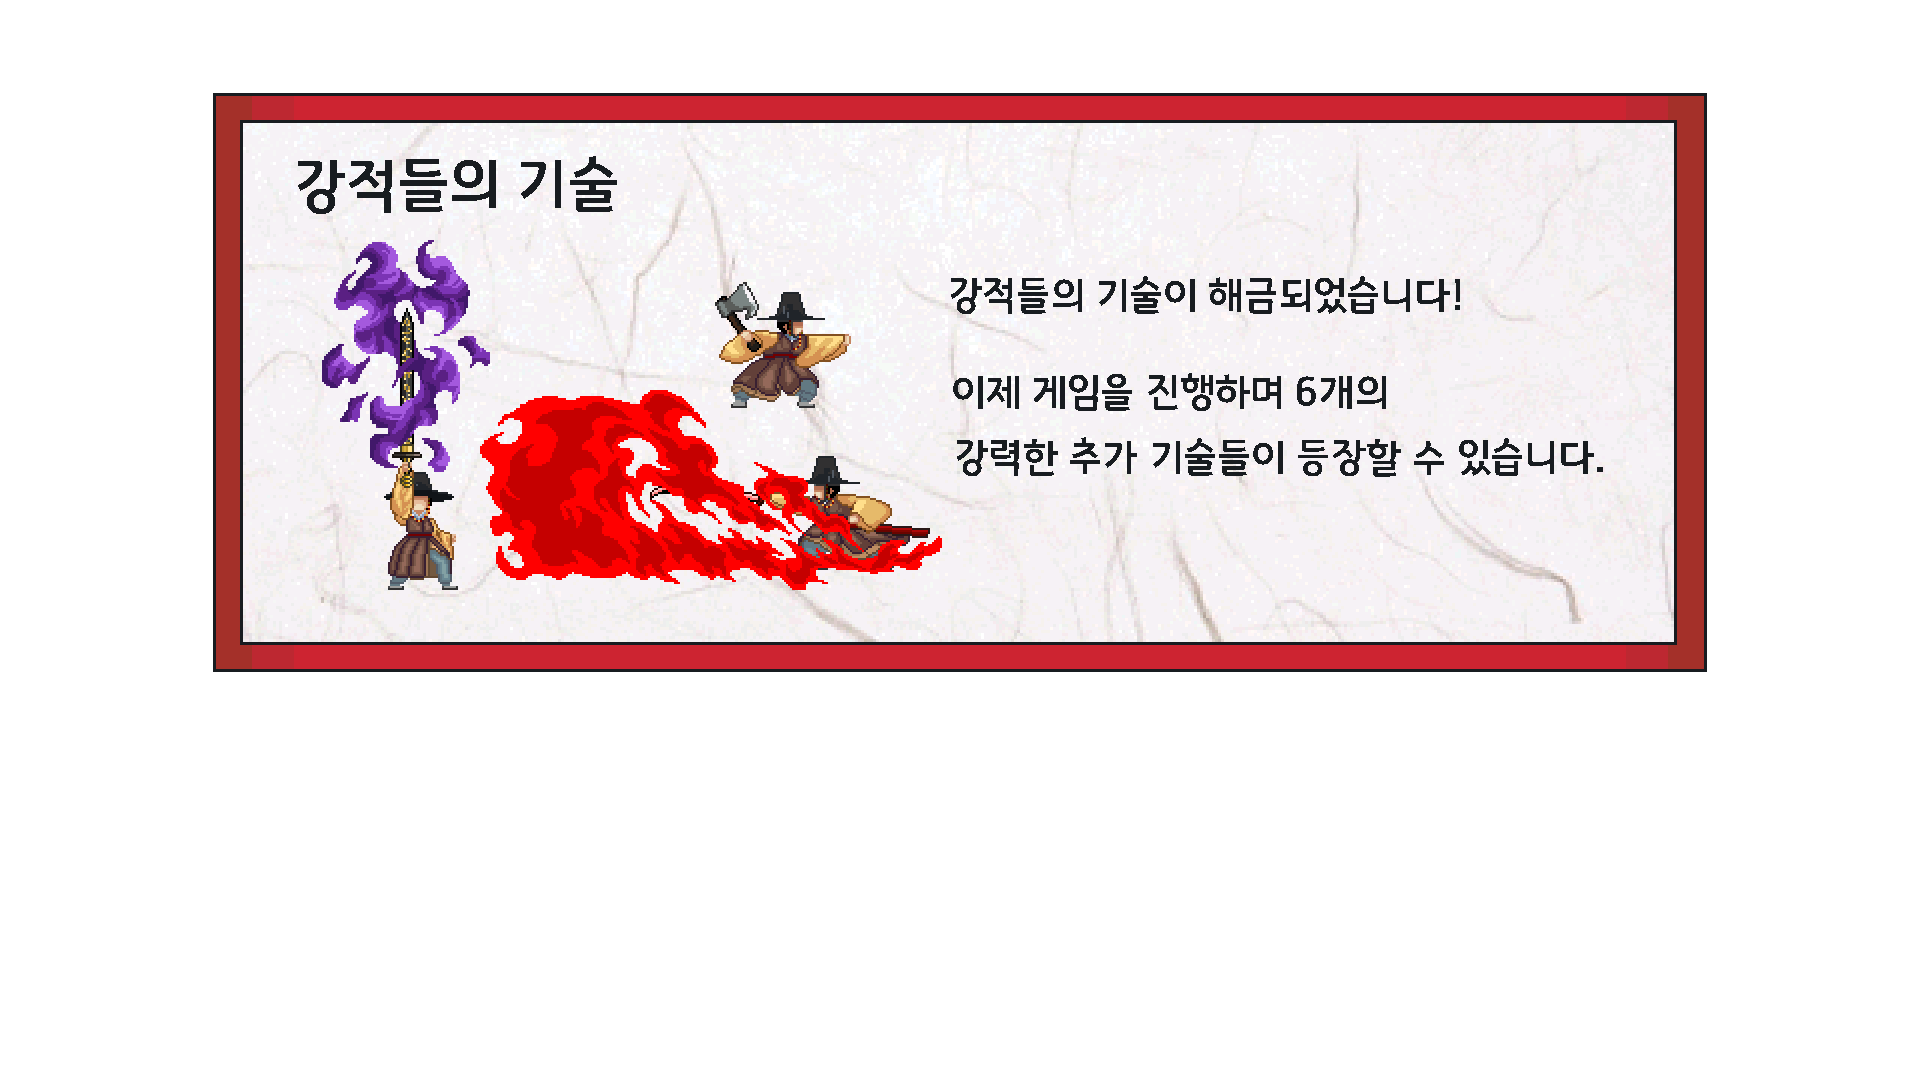 강적들의 기술
강적들의 기술이 해금되었습니다!
이제 게임을 진행하며 6개의
강력한 추가 기술들이 등장할 수 있습니다.